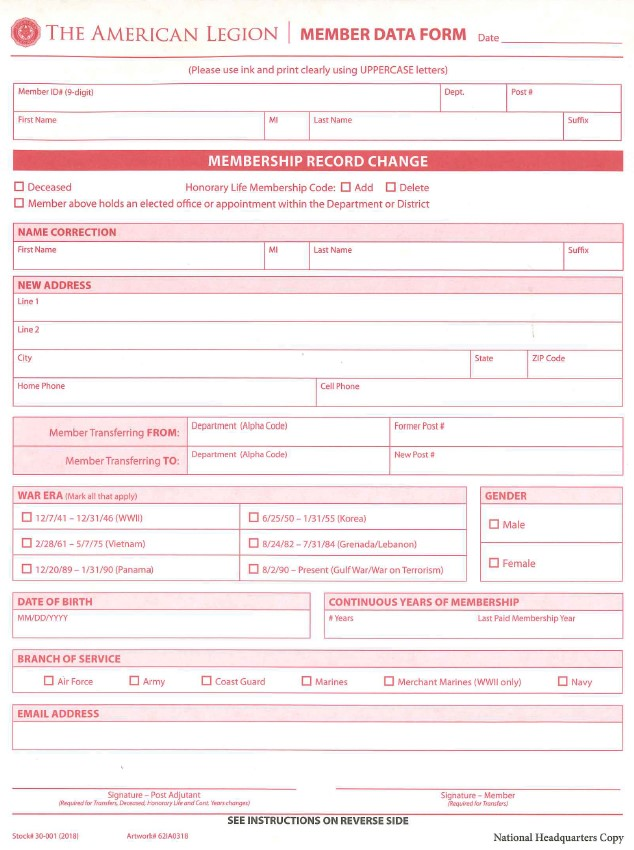 THE AMERICAN LEGION | MEMBER DATA FORM Date
(Please use ink and print clearly using UPPERCASE letters)
Member ID# (9-digit) Dept. Post #
First Name MI Last Name Suffix
MEMBERSHIP RECORD CHANGE
Deceased Honorary Life Membership Code: Add Delete
Member above holds an elected office or appointment within the Department or District
NAME CORRECTION
First Name MI Last Name Suffix
NEW ADDRESS
Line 1
Line 2
City State ZIP Code
Home Phone Cell Phone
Member Transferring FROM: Department (Alpha Code) Former Post #
Member Transferring TO: Department (Alpha Code) New Post #
WAR ERA (Mark all that apply) GENDER
12/7/41 – 12/31/46 (WWII) 6/25/50 – 1/31/55 (Korea) Male
2/28/61 – 5/7/75 (Vietnam) 8/24/82 – 7/31/84 (Grenada/Lebanon)
12/20/89 – 1/31/90 (Panama) 8/2/90 – Present (Gulf War/War on Terrorism) Female
DATE OF BIRTH CONTINUOUS YEARS OF MEMBERSHIP
MM/DD/YYYY # Years Last Paid Membership Year
BRANCH OF SERVICE
Air Force Army Coast Guard Marines Merchant Marines (WWII only) Navy
EMAIL ADDRESS
Signature – Post Adjutant Signature – Member
(Required for Transfers, Deceased, Honorary Life and Cont. Years changes) (Required for Transfers)
SEE INSTRUCTIONS ON REVERSE SIDE
Stock# 30-001 (2018) Artwork# 62IA0318 National Headquarters Copy